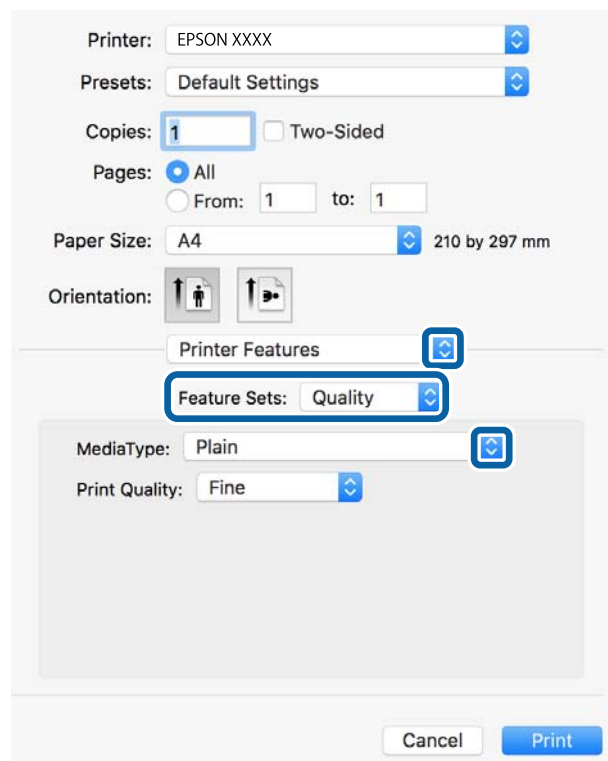 Printer: EPSON XXXX
Presets: Default Settings
Copies: 1 Two-Sided
Pages: All
From: 1 to: 1
Paper Size: A4 210 by 297 mm
Orientation:
Printer Features
Feature Sets: Quality
MediaType: Plain
Print Quality: Fine
Cancel Print